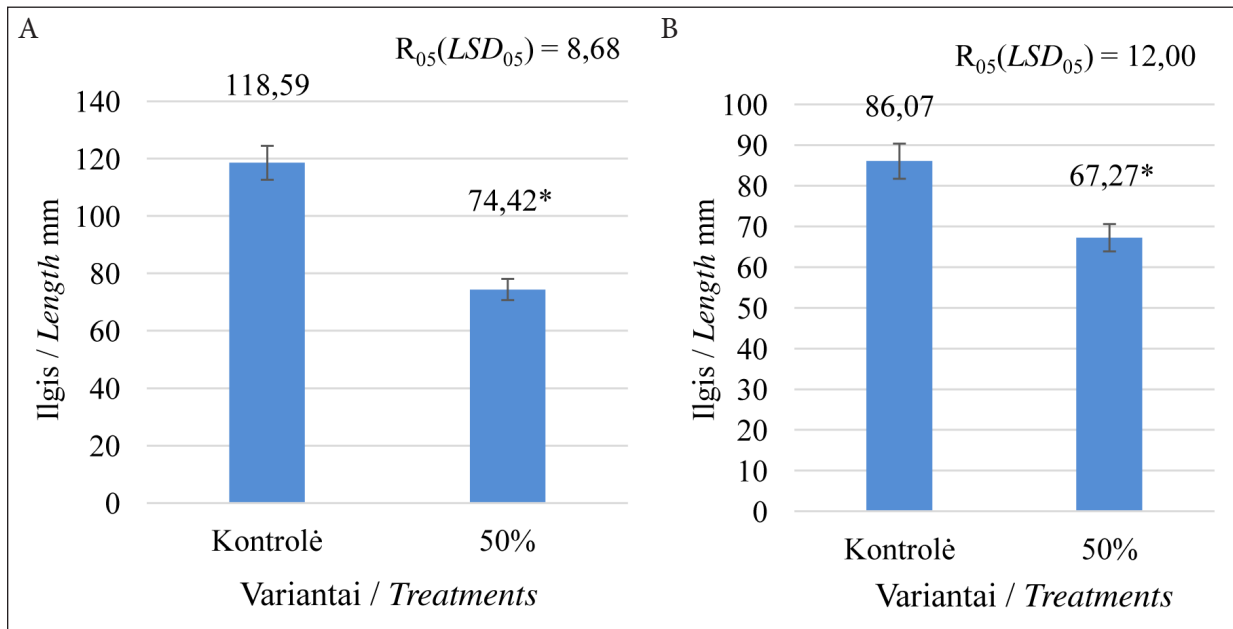 A
R₀₅(LSD₀₅) = 8,68
118,59
74,42*
140
120
100
80
60
40
20
0
Ilgis / Length mm
Kontrolė 50%
Variantai / Treatments
B
R₀₅(LSD₀₅) = 12,00
86,07
67,27*
100
90
80
70
60
50
40
30
20
10
0
Ilgis / Length mm
Kontrolė 50%
Variantai / Treatments